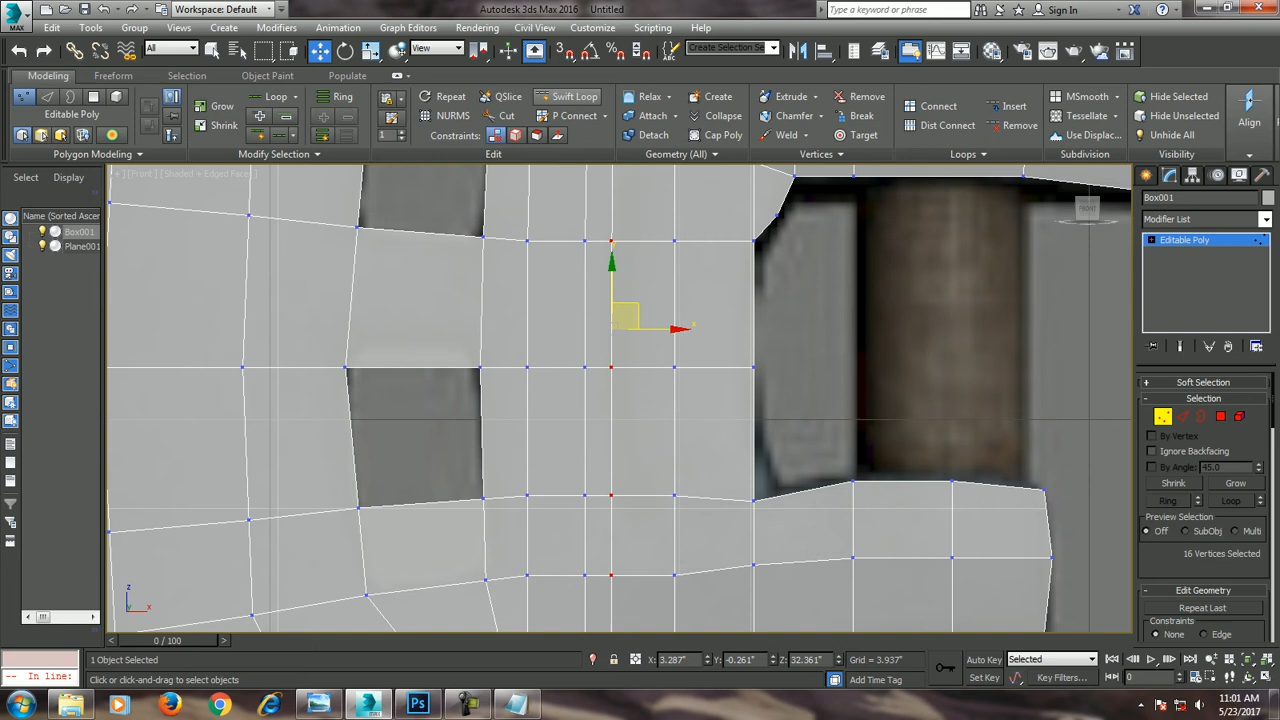 Workspace: Default
Autodesk 3ds Max 2016 Untitled
Type a keyword or phrase
Sign In
MAX
Edit Tools Group Views Create Modifiers Animation Graph Editors Rendering Civil View Customize Scripting Help
All View Create Selection Se
Modeling Freeform Selection Object Paint Populate
Editable Poly
Polygon Modeling
Grow Loop Ring
Shrink
Modify Selection
1
Repeat QSlice Swift Loop
NURMS Cut P Connect
Constraints:
Edit
Relax Create
Attach Collapse
Detach Cap Poly
Geometry (All)
Extrude Remove
Chamfer Break
Weld Target
Vertices
Connect Insert
Dist Connect Remove
Loops
MSmooth
Tessellate
Use Displac...
Subdivision
Hide Selected
Hide Unselected
Unhide All
Visibility
Align
Select Display
Name (Sorted Ascer
Box001
Plane001
[+] [Front] [Shaded + Edged Faces]
FRONT
y
x
z
x
Box001
Modifier List
Editable Poly
Soft Selection
Selection
By Vertex
Ignore Backfacing
By Angle: 45.0
Shrink Grow
Ring Loop
Preview Selection
Off SubObj Multi
16 Vertices Selected
Edit Geometry
Repeat Last
Constraints
None Edge
0 / 100
1 Object Selected
X: 3.287" Y: -0.261" Z: 32.361" Grid = 3.937"
Auto Key Selected
-- In line:
Click or click-and-drag to select objects
Add Time Tag
Set Key Key Filters...
0
Ps
11:01 AM
5/23/2017